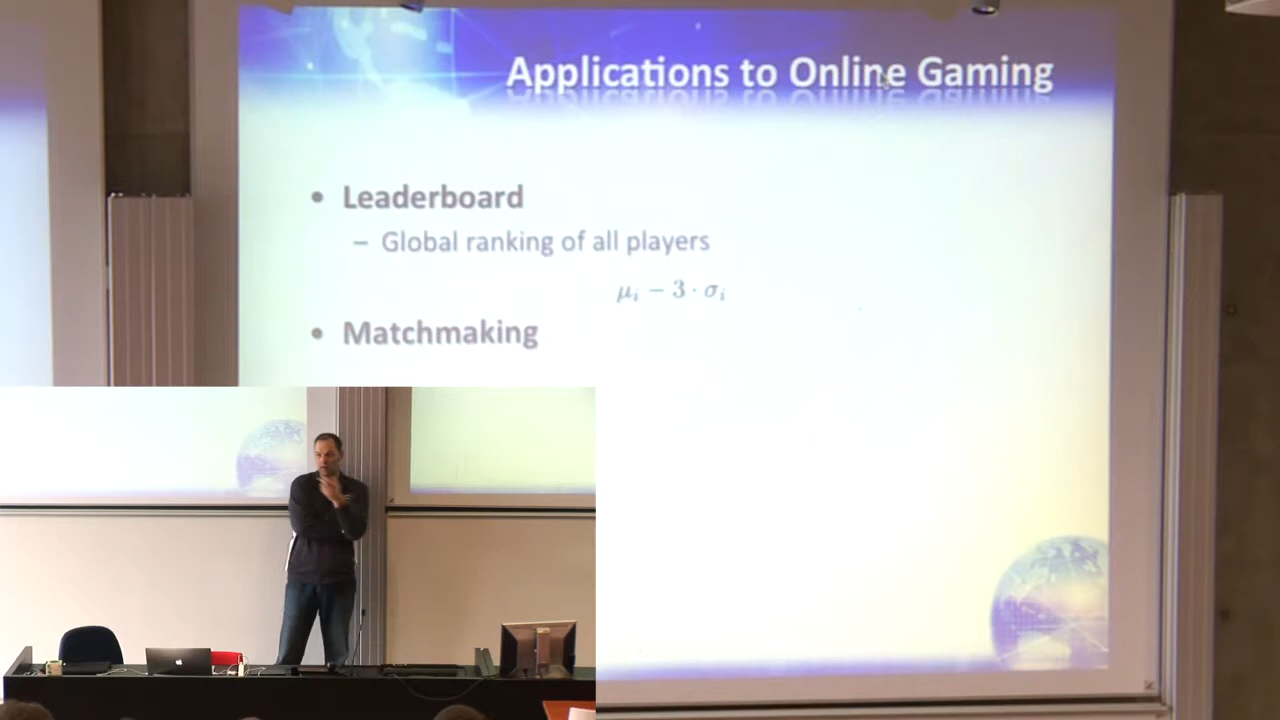 Applications to Online Gaming
• Leaderboard
– Global ranking of all players
μᵢ − 3 · σᵢ
• Matchmaking